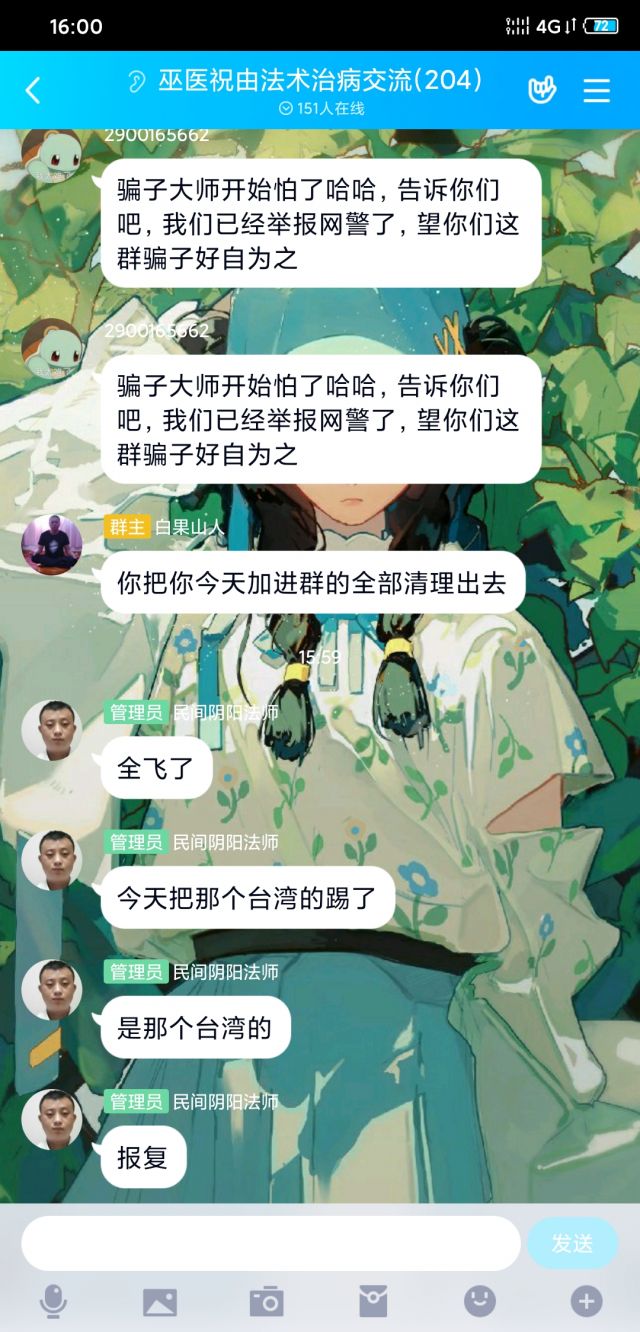 16:00
4G
72
巫医祝由法术治病交流(204)
151人在线
2900165662
骗子大师开始怕了哈哈，告诉你们
吧，我们已经举报网警了，望你们这
群骗子好自为之
2900165662
骗子大师开始怕了哈哈，告诉你们
吧，我们已经举报网警了，望你们这
群骗子好自为之
群主 白果山人
你把你今天加进群的全部清理出去
15:59
管理员 民间阴阳法师
全飞了
管理员 民间阴阳法师
今天把那个台湾的踢了
管理员 民间阴阳法师
是那个台湾的
管理员 民间阴阳法师
报复
发送